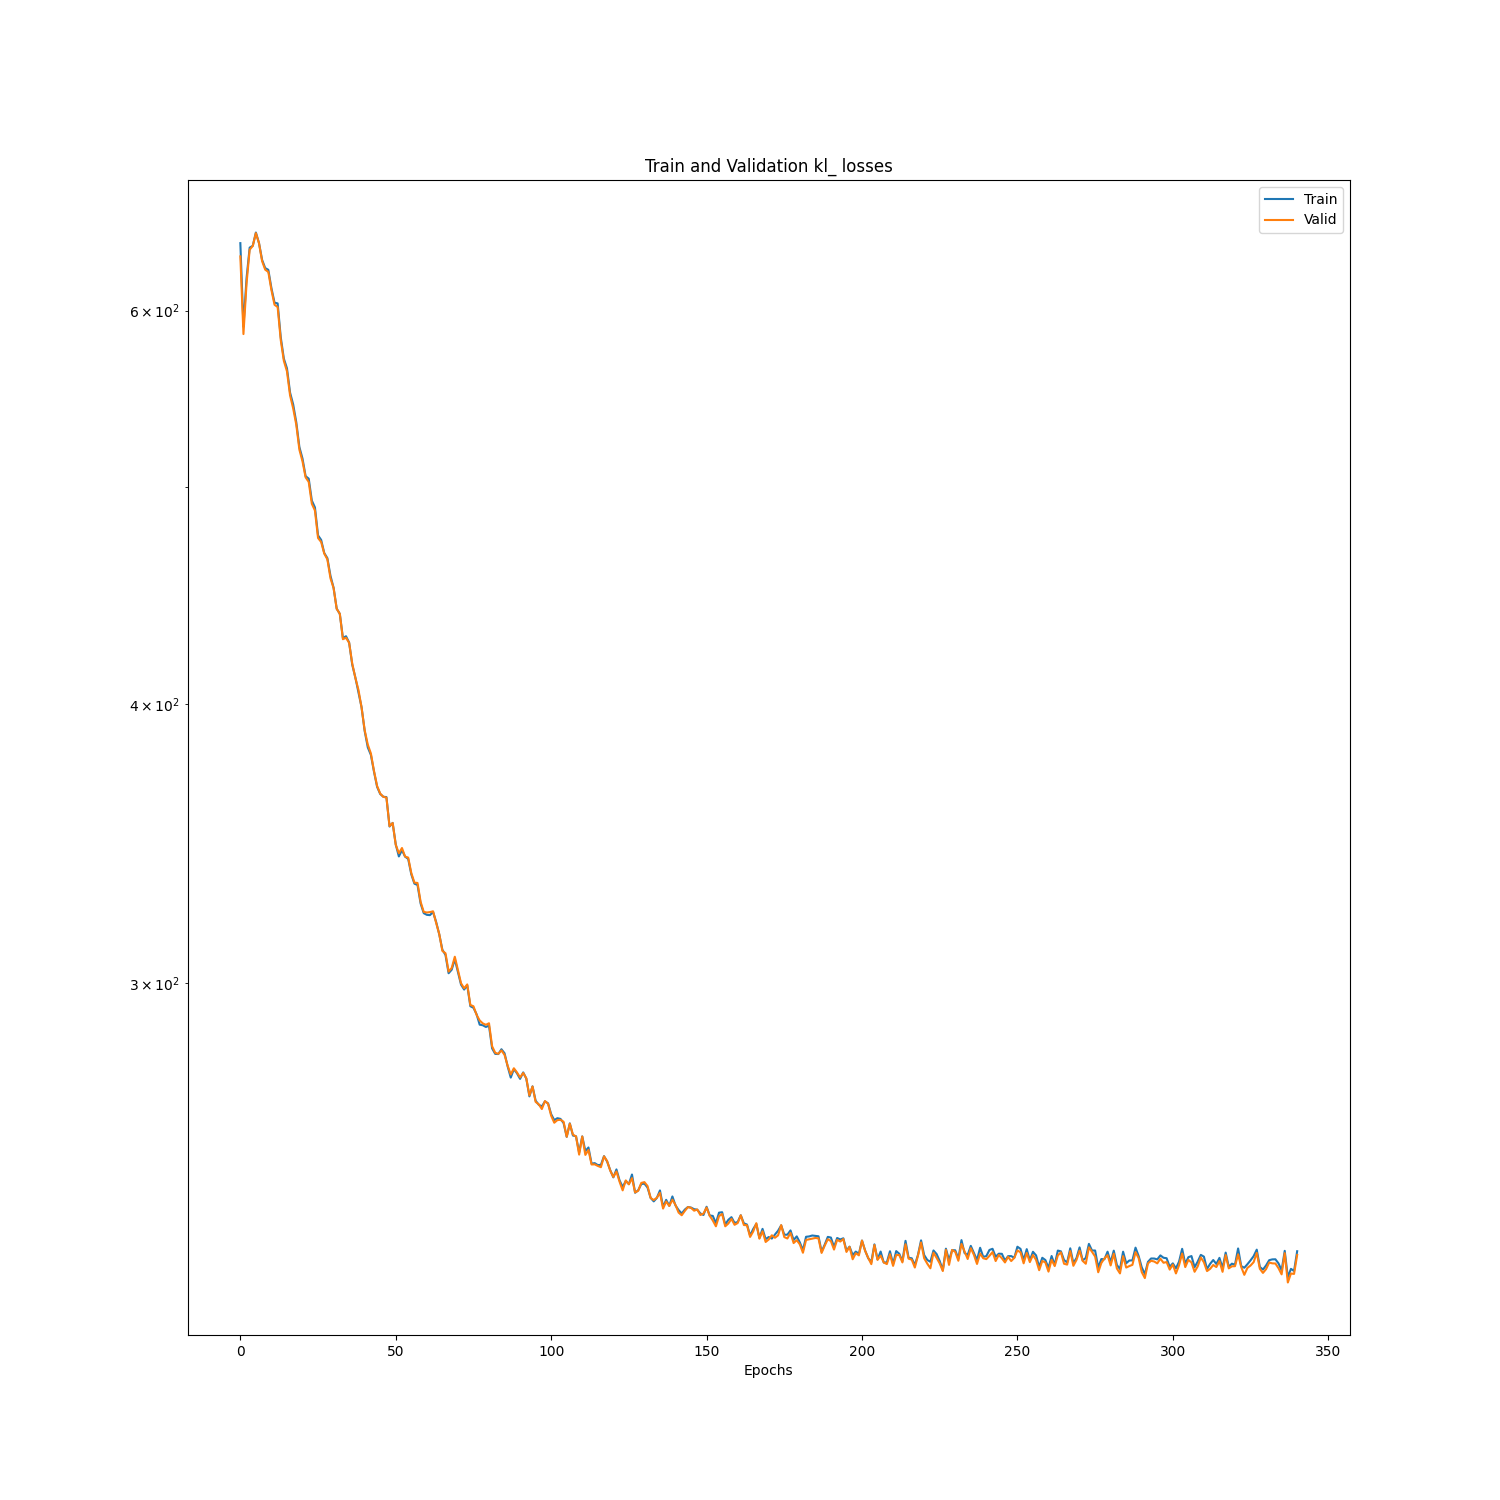 Train and Validation kl_ losses
Train
Valid
6 × 10²
4 × 10²
3 × 10²
0 50 100 150 200 250 300 350
Epochs